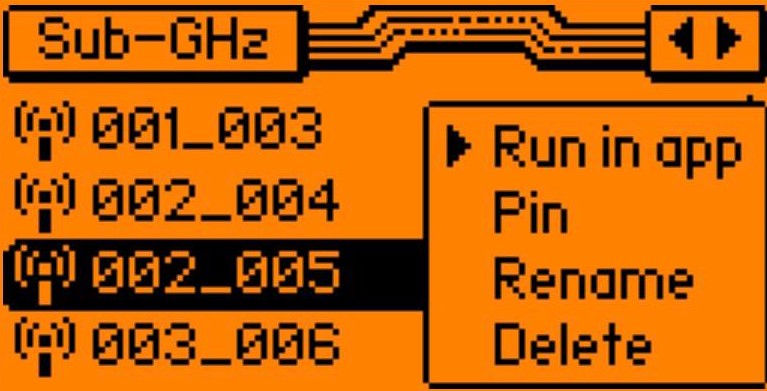 Sub-GHz
001_003
002_004
002_005
003_006
Run in app
Pin
Rename
Delete